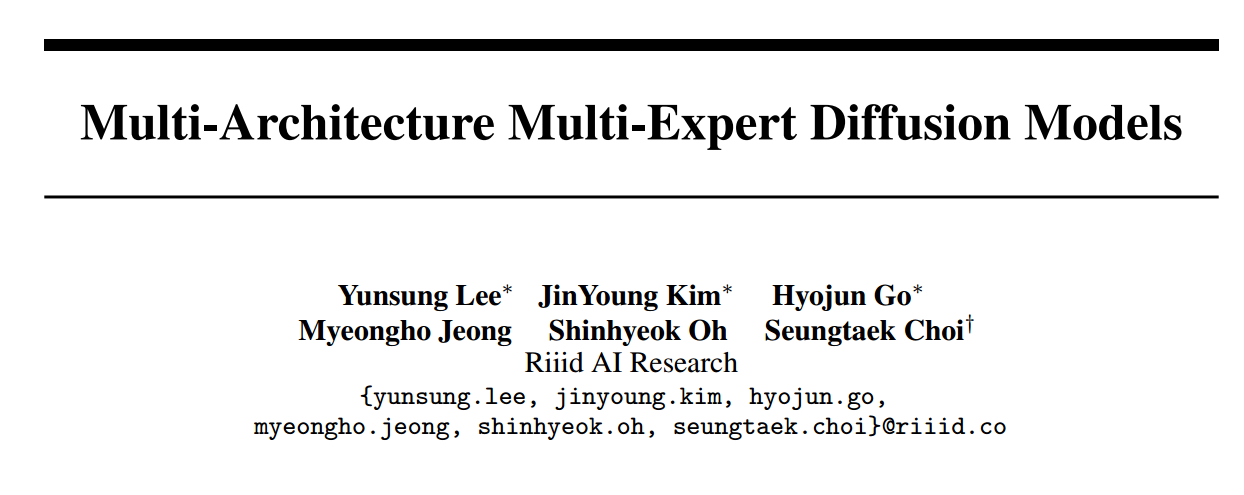 Multi-Architecture Multi-Expert Diffusion Models
Yunsung Lee* JinYoung Kim* Hyojun Go*
Myeongho Jeong Shinhyeok Oh Seungtaek Choi†
Riiid AI Research
{yunsung.lee, jinyoung.kim, hyojun.go,
myeongho.jeong, shinhyeok.oh, seungtaek.choi}@riiid.co